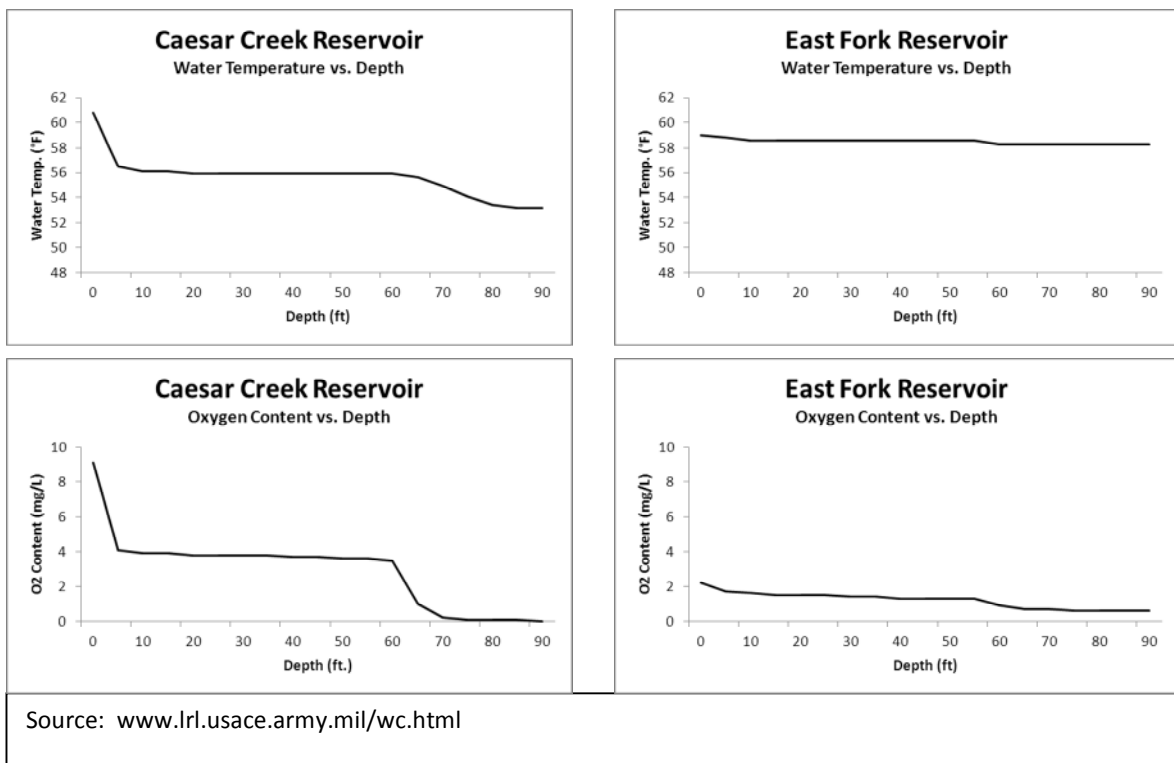 Caesar Creek Reservoir
Water Temperature vs. Depth
Water Temp. (°F)
62
60
58
56
54
52
50
48
0 10 20 30 40 50 60 70 80 90
Depth (ft)
East Fork Reservoir
Water Temperature vs. Depth
Water Temp. (°F)
62
60
58
56
54
52
50
48
0 10 20 30 40 50 60 70 80 90
Depth (ft)
Caesar Creek Reservoir
Oxygen Content vs. Depth
O2 Content (mg/L)
10
8
6
4
2
0
0 10 20 30 40 50 60 70 80 90
Depth (ft.)
East Fork Reservoir
Oxygen Content vs. Depth
O2 Content (mg/L)
10
8
6
4
2
0
0 10 20 30 40 50 60 70 80 90
Depth (ft)
Source: www.lrl.usace.army.mil/wc.html